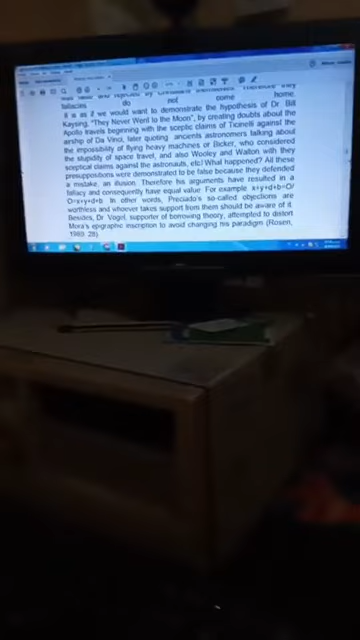 fallacies do not come home.
It is as if we would want to demonstrate the hypothesis of Dr. Bill
Kaysing, "They Never Went to the Moon", by creating doubts about the
Apollo travels beginning with the sceptic claims of Ticinelli against the
airship of Da Vinci, later quoting ancients astronomers talking about
the impossibility of flying heavy machines or Bicker, who considered
the stupidity of space travel, and also Wooley and Walton with they
sceptical claims against the astronauts, etc! What happened? All these
presuppositions were demonstrated to be false because they defended
a mistake, an illusion. Therefore his arguments have resulted in a
fallacy and consequently have equal value. For example x+y+d+b=O/
O=x+y+d+b. In other words, Preciado's so-called objections are
worthless and whoever takes support from them should be aware of it.
Besides, Dr. Vogel, supporter of borrowing theory, attempted to distort
Mora's epigraphe inscription to avoid changing his paradigm (Rosen,
1989: 28)